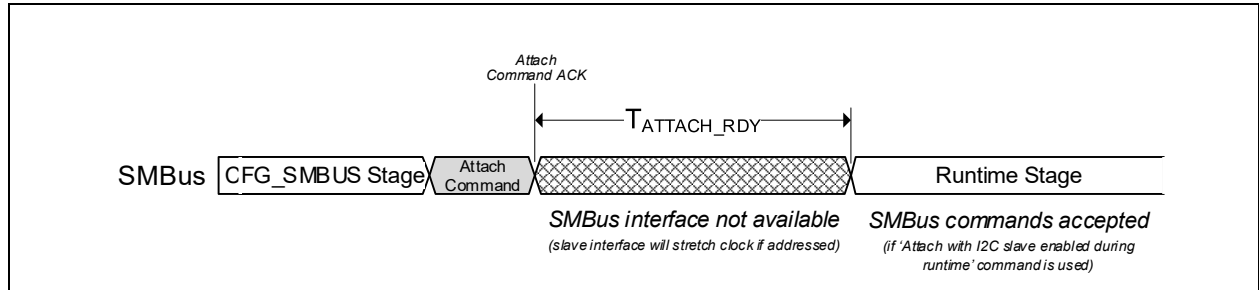 Attach
Command ACK
TATTACH_RDY
SMBus
CFG_SMBUS Stage
Attach
Command
Runtime Stage
SMBus interface not available
(slave interface will stretch clock if addressed)
SMBus commands accepted
(if ‘Attach with I2C slave enabled during
runtime’ command is used)